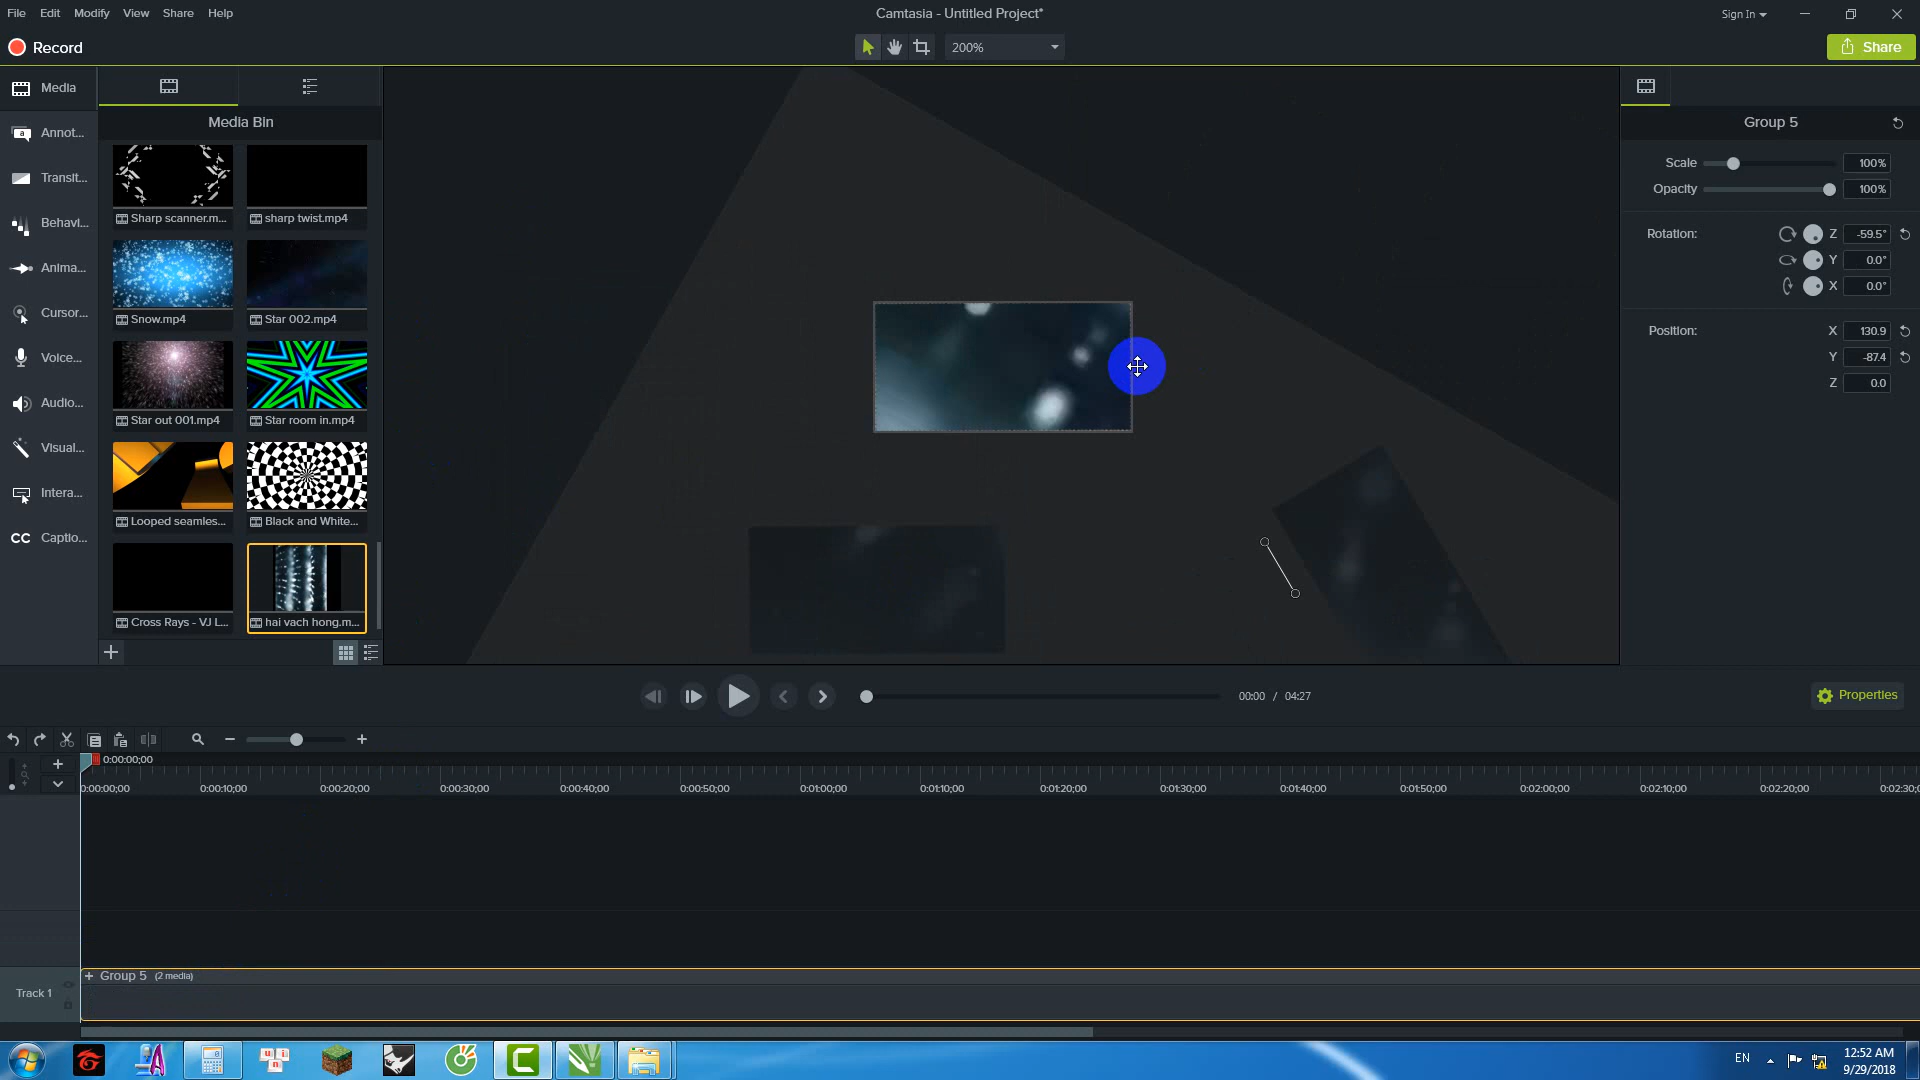 File Edit Modify View Share Help
Camtasia - Untitled Project*
Sign In
Record
200%
Share
Media
Annot...
Transit...
Behavi...
Anima...
Cursor...
Voice...
Audio...
Visual...
Intera...
CC Captio...
Media Bin
Sharp scanner.m... sharp twist.mp4
Snow.mp4 Star 002.mp4
Star out 001.mp4 Star room in.mp4
Looped seamles... Black and White...
Cross Rays - VJ L... hai vach hong.m...
Group 5
Scale 100%
Opacity 100%
Rotation: Z -59.5°
Y 0.0°
X 0.0°
Position: X 130.9
Y -87.4
Z 0.0
00:00 / 04:27
Properties
0:00:00;00
0:00:00;00 0:00:10;00 0:00:20;00 0:00:30;00 0:00:40;00 0:00:50;00 0:01:00;00 0:01:10;00 0:01:20;00 0:01:30;00 0:01:40;00 0:01:50;00 0:02:00;00 0:02:10;00 0:02:20;00 0:02:30;0
Group 5 (2 media)
Track 1
EN
12:52 AM
9/29/2018